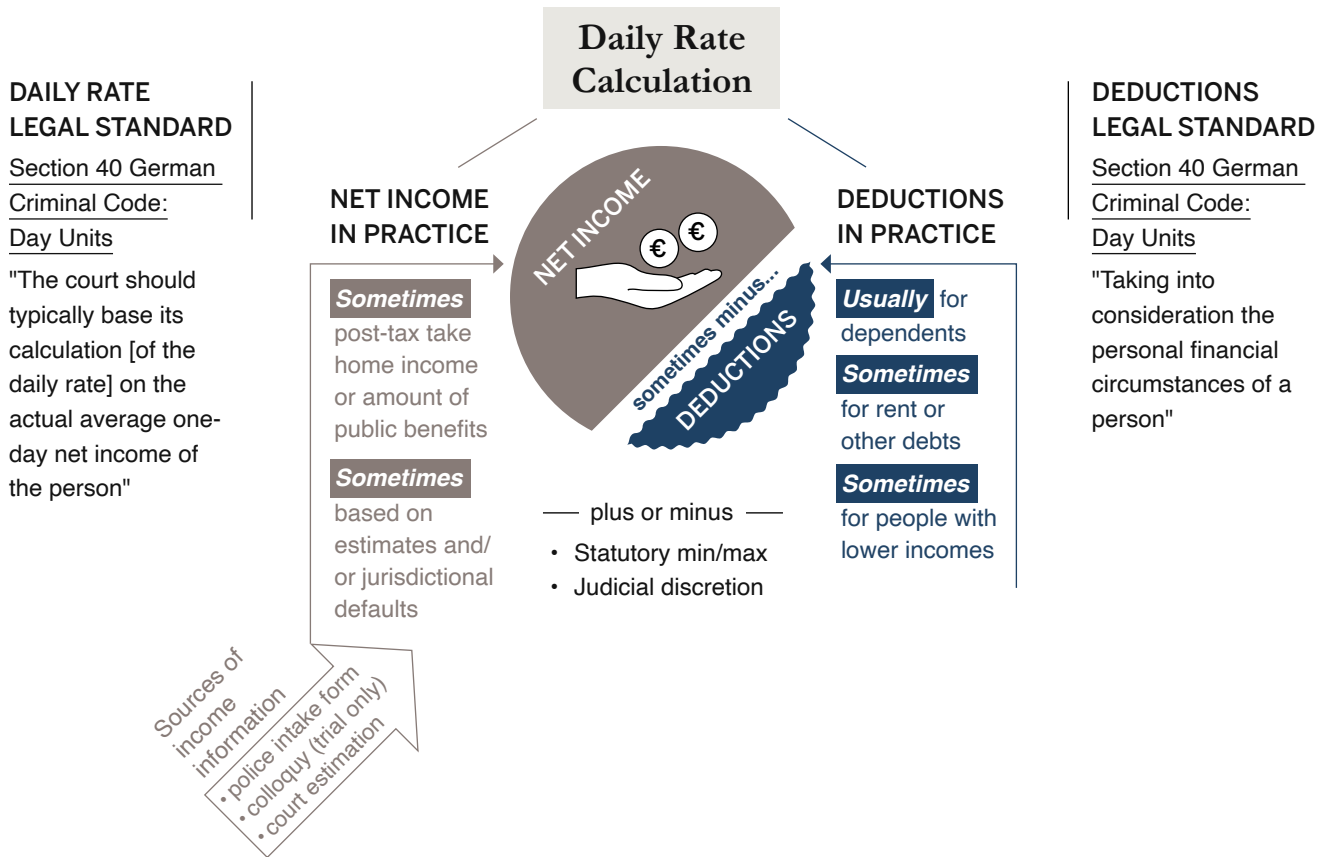 Daily Rate
Calculation
DAILY RATE
LEGAL STANDARD
Section 40 German
Criminal Code:
Day Units
"The court should
typically base its
calculation [of the
daily rate] on the
actual average one-
day net income of
the person"
NET INCOME
IN PRACTICE
Sometimes
post-tax take
home income
or amount of
public benefits
Sometimes
based on
estimates and/
or jurisdictional
defaults
Sources of
income
information
• police intake form
• colloquy (trial only)
• court estimation
NET INCOME
€ €
sometimes minus...
DEDUCTIONS
plus or minus
• Statutory min/max
• Judicial discretion
DEDUCTIONS
IN PRACTICE
Usually for
dependents
Sometimes
for rent or
other debts
Sometimes
for people with
lower incomes
DEDUCTIONS
LEGAL STANDARD
Section 40 German
Criminal Code:
Day Units
"Taking into
consideration the
personal financial
circumstances of a
person"